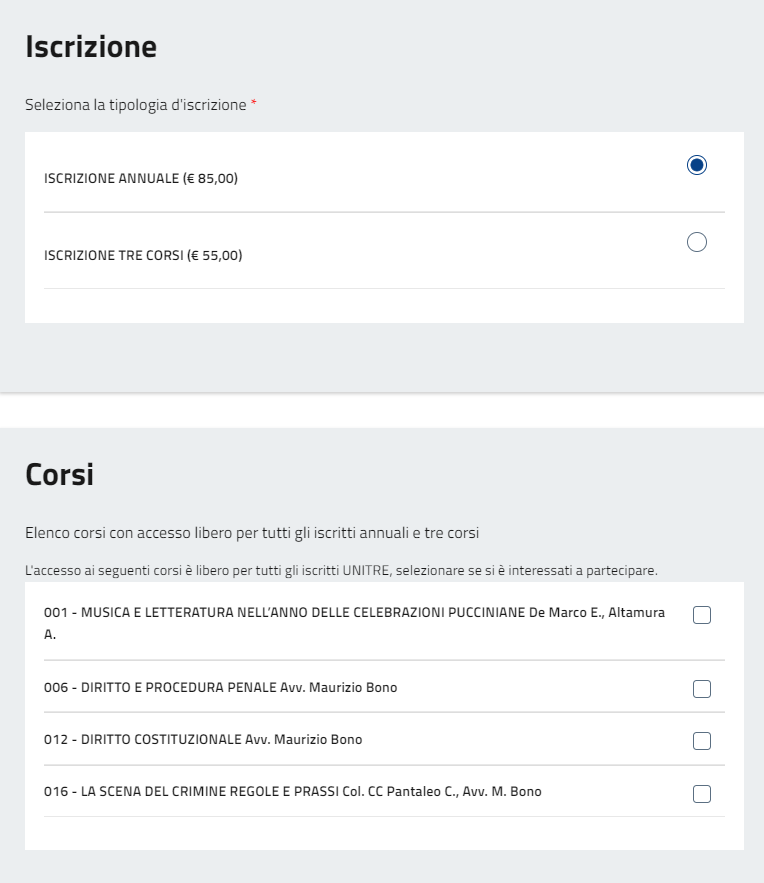 Iscrizione
Seleziona la tipologia d'iscrizione *
ISCRIZIONE ANNUALE (€ 85,00)
ISCRIZIONE TRE CORSI (€ 55,00)
Corsi
Elenco corsi con accesso libero per tutti gli iscritti annuali e tre corsi
L'accesso ai seguenti corsi è libero per tutti gli iscritti UNITRE, selezionare se si è interessati a partecipare.
001 - MUSICA E LETTERATURA NELL’ANNO DELLE CELEBRAZIONI PUCCINIANE De Marco E., Altamura
A.
006 - DIRITTO E PROCEDURA PENALE Avv. Maurizio Bono
012 - DIRITTO COSTITUZIONALE Avv. Maurizio Bono
016 - LA SCENA DEL CRIMINE REGOLE E PRASSI Col. CC Pantaleo C., Avv. M. Bono